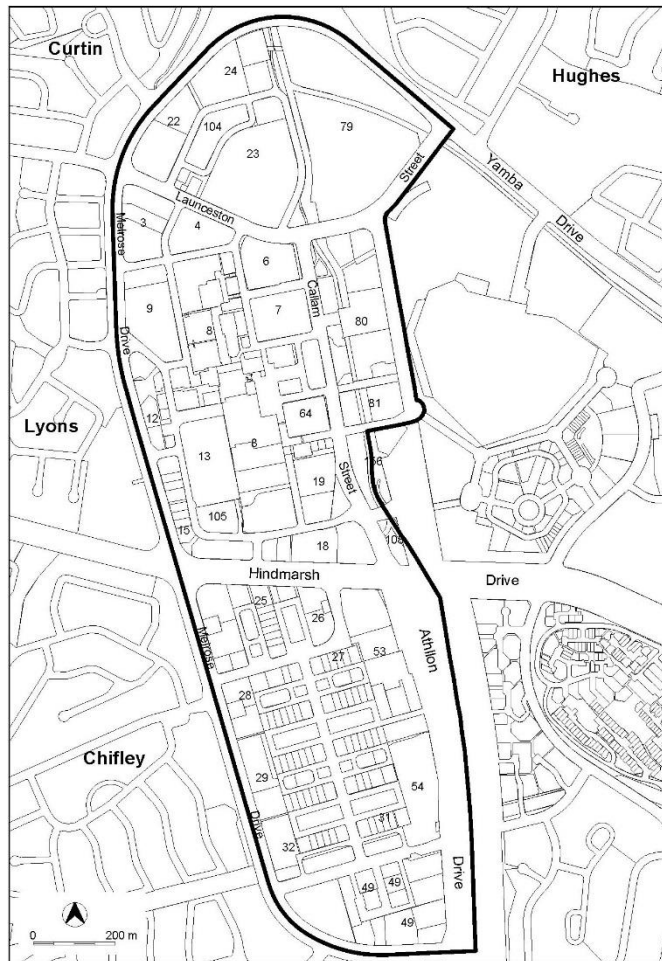 Curtin
Hughes
24
22
104
79
23
Street
Yamba
Drive
Launceston
Melrose
3
4
6
Callam
9
7
8
80
2
12
64
81
Lyons
13
8
156
19
Street
105
15
18
Hindmarsh
Drive
25
26
Melrose
Athllon
27
53
28
Chifley
29
54
Drive
31
32
49
49
Drive
49
0
200 m